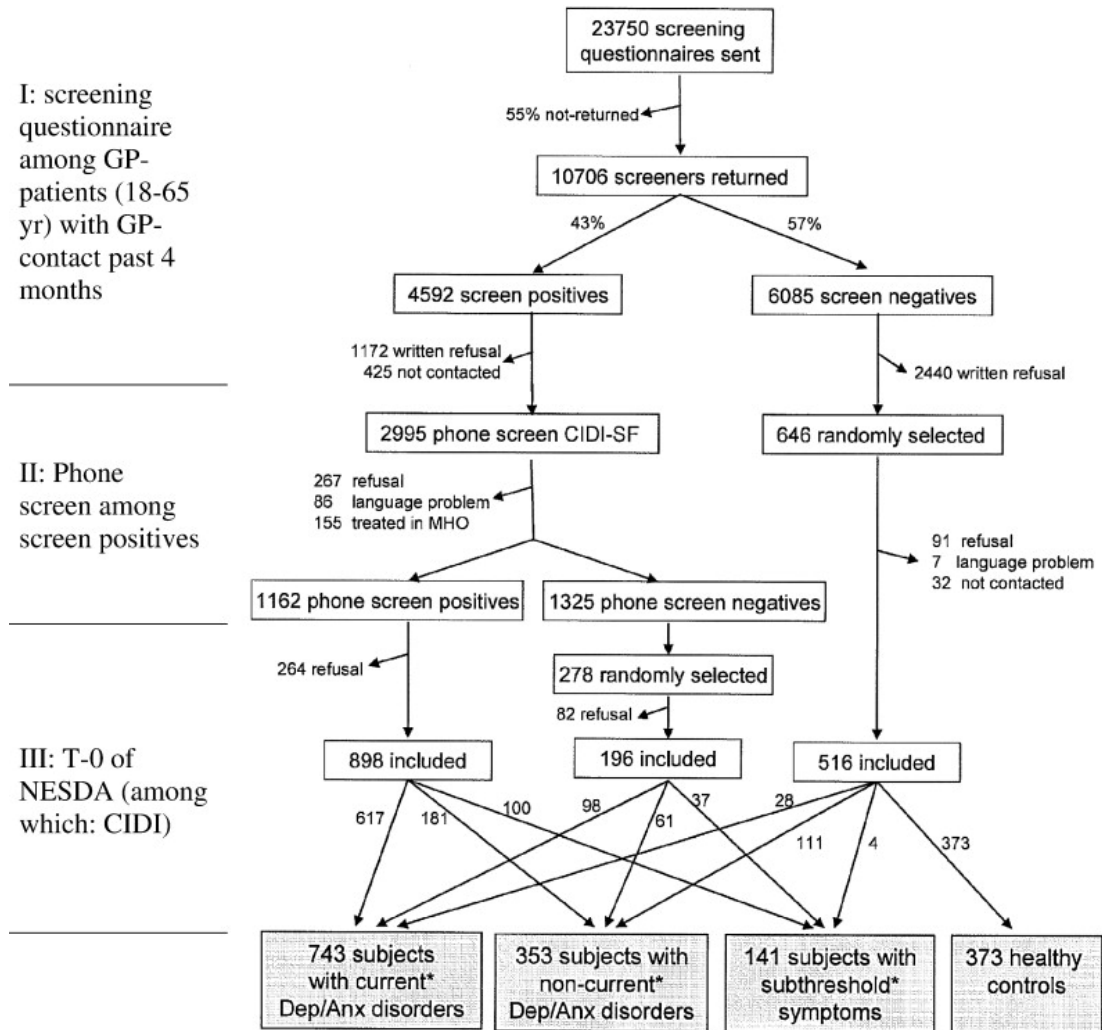 23750 screening
questionnaires sent
I: screening
questionnaire
among GP-
patients (18-65
yr) with GP-
contact past 4
months
55% not-returned
10706 screeners returned
43%
57%
4592 screen positives
6085 screen negatives
1172 written refusal
425 not contacted
2440 written refusal
2995 phone screen CIDI-SF
646 randomly selected
II: Phone
screen among
screen positives
267 refusal
86 language problem
155 treated in MHO
91 refusal
7 language problem
32 not contacted
1162 phone screen positives
1325 phone screen negatives
264 refusal
278 randomly selected
82 refusal
III: T-0 of
NESDA (among
which: CIDI)
898 included
196 included
516 included
617
181
100
98
61
37
28
111
4
373
743 subjects
with current*
Dep/Anx disorders
353 subjects with
non-current*
Dep/Anx disorders
141 subjects with
subthreshold*
symptoms
373 healthy
controls